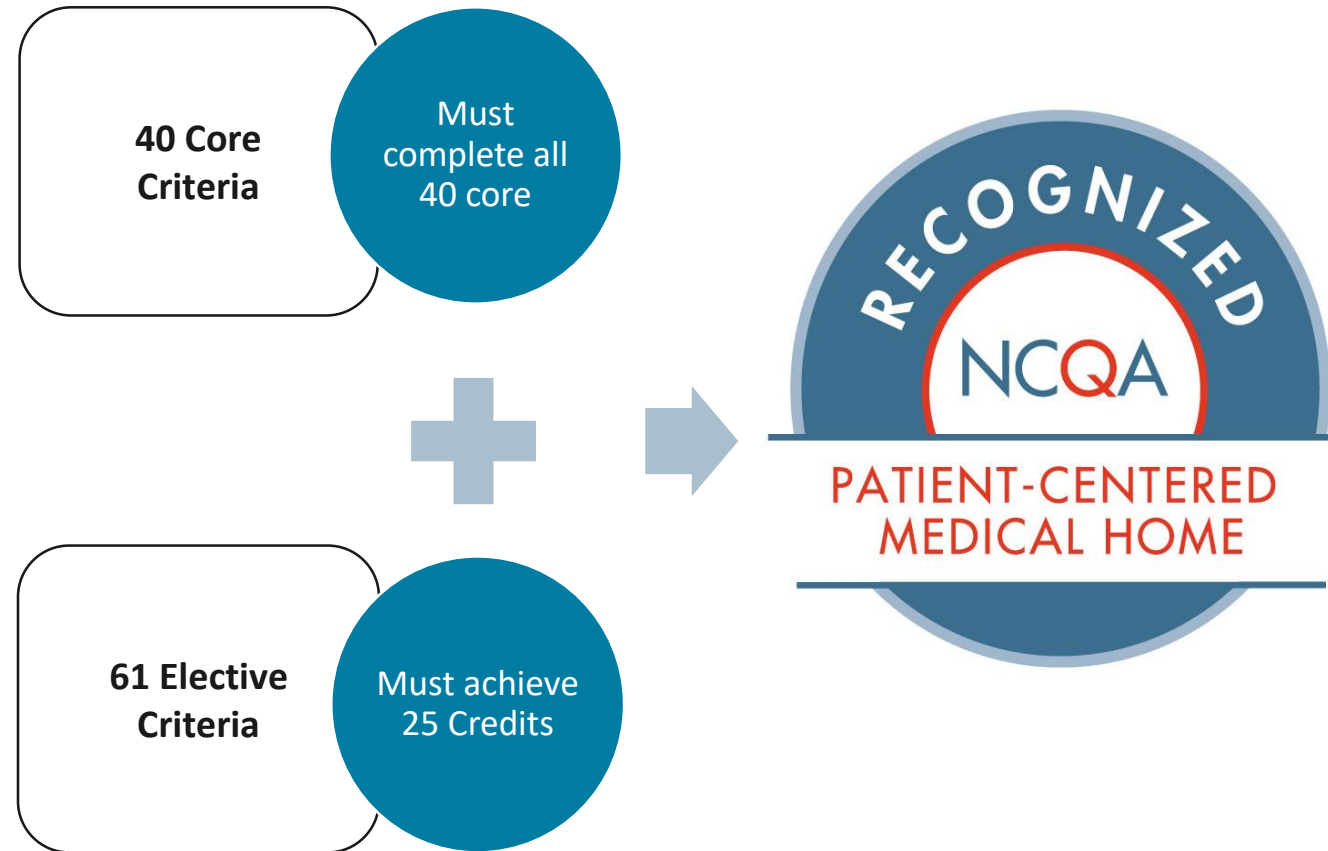 40 Core
Criteria
Must
complete all
40 core
61 Elective
Criteria
Must achieve
25 Credits
RECOGNIZED
NCQA
PATIENT-CENTERED
MEDICAL HOME